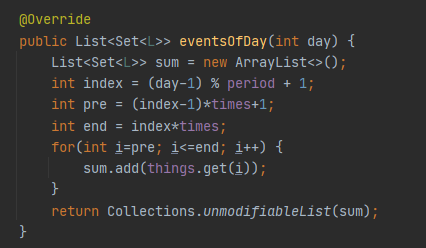 @Override
public List<Set<L>> eventsOfDay(int day) {
    List<Set<L>> sum = new ArrayList<>();
    int index = (day-1) % period + 1;
    int pre = (index-1)*times+1;
    int end = index*times;
    for(int i=pre; i<=end; i++) {
        sum.add(things.get(i));
    }
    return Collections.unmodifiableList(sum);
}